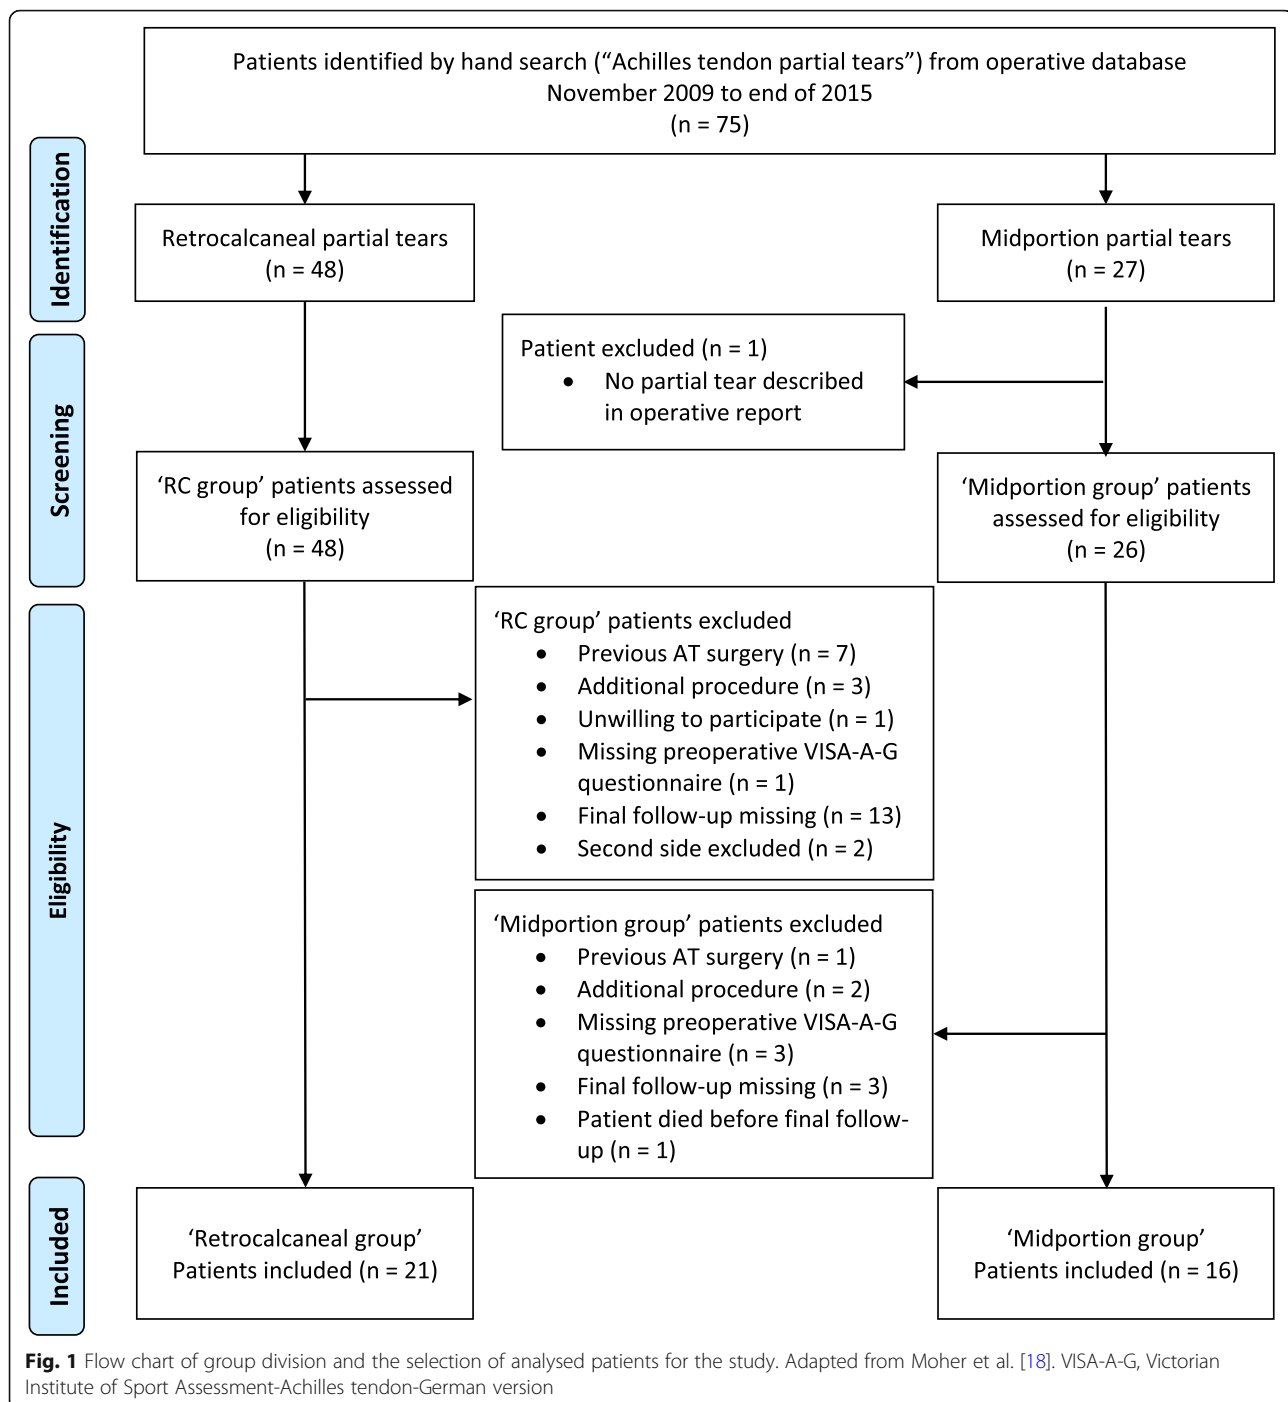 Patients identified by hand search (“Achilles tendon partial tears”) from operative database
November 2009 to end of 2015
(n = 75)
Identification
Retrocalcaneal partial tears
(n = 48)
Midportion partial tears
(n = 27)
Screening
Patient excluded (n = 1)
• No partial tear described
in operative report
‘RC group’ patients assessed
for eligibility
(n = 48)
‘Midportion group’ patients
assessed for eligibility
(n = 26)
Eligibility
‘RC group’ patients excluded
• Previous AT surgery (n = 7)
• Additional procedure (n = 3)
• Unwilling to participate (n = 1)
• Missing preoperative VISA-A-G
questionnaire (n = 1)
• Final follow-up missing (n = 13)
• Second side excluded (n = 2)
‘Midportion group’ patients excluded
• Previous AT surgery (n = 1)
• Additional procedure (n = 2)
• Missing preoperative VISA-A-G
questionnaire (n = 3)
• Final follow-up missing (n = 3)
• Patient died before final follow-
up (n = 1)
Included
‘Retrocalcaneal group’
Patients included (n = 21)
‘Midportion group’
Patients included (n = 16)
Fig. 1 Flow chart of group division and the selection of analysed patients for the study. Adapted from Moher et al. [18]. VISA-A-G, Victorian
Institute of Sport Assessment-Achilles tendon-German version